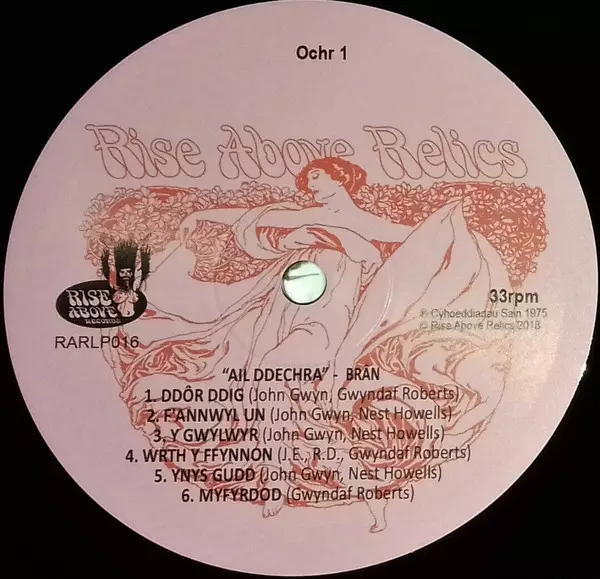 Ochr 1
Rise Above Relics
RISE
ABOVE
RECORDS
33rpm
RARLP016
℗ Cyhoeddiadau Sain 1975
© Rise Above Relics 2018
"AIL DDECHRA" - BRÂN
1. DDÔR DDIG (John Gwyn, Gwyndaf Roberts)
2. F'ANNWYL UN (John Gwyn, Nest Howells)
3. Y GWYLWYR (John Gwyn, Nest Howells)
4. WRTH Y FFYNNON (J.E., R.D., Gwyndaf Roberts)
5. YNYS GUDD (John Gwyn, Nest Howells)
6. MYFYRDOD (Gwyndaf Roberts)